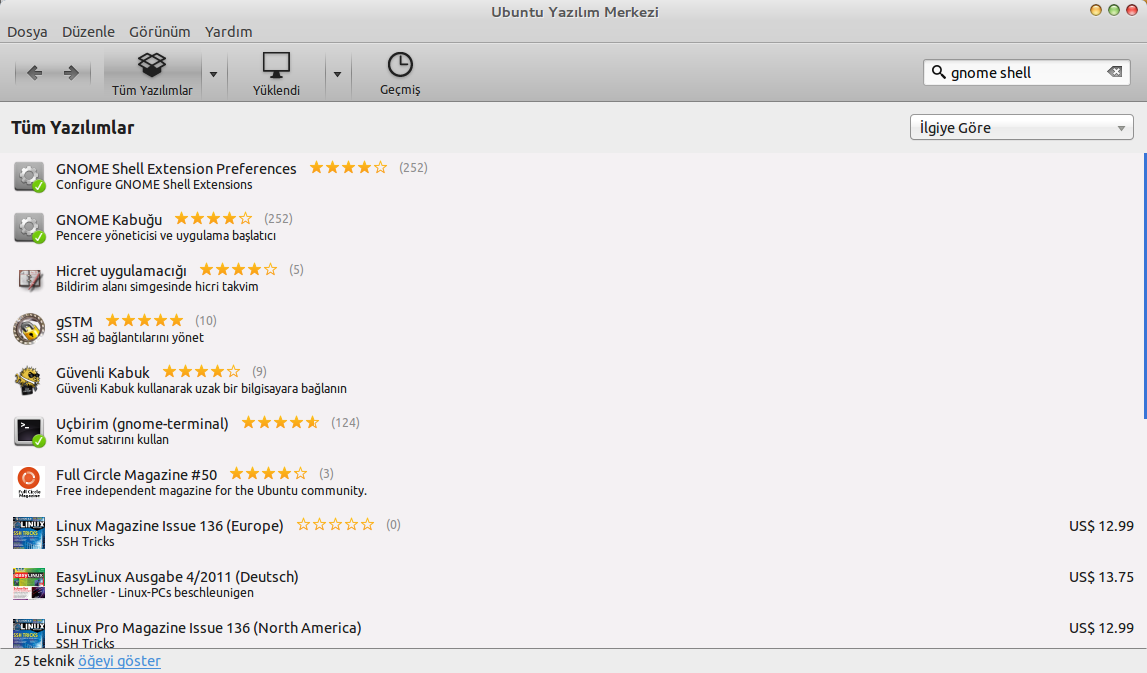 Ubuntu Yazılım Merkezi
Dosya Düzenle Görünüm Yardım
Tüm Yazılımlar
Yüklendi
Geçmiş
gnome shell
Tüm Yazılımlar
İlgiye Göre
GNOME Shell Extension Preferences (252)
Configure GNOME Shell Extensions
GNOME Kabuğu (252)
Pencere yöneticisi ve uygulama başlatıcı
Hicret uygulamacığı (5)
Bildirim alanı simgesinde hicri takvim
gSTM (10)
SSH ağ bağlantılarını yönet
Güvenli Kabuk (9)
Güvenli Kabuk kullanarak uzak bir bilgisayara bağlanın
Uçbirim (gnome-terminal) (124)
Komut satırını kullan
Full Circle Magazine #50 (3)
Free independent magazine for the Ubuntu community.
Linux Magazine Issue 136 (Europe) (0) US$ 12.99
SSH Tricks
EasyLinux Ausgabe 4/2011 (Deutsch) US$ 13.75
Schneller - Linux-PCs beschleunigen
Linux Pro Magazine Issue 136 (North America) US$ 12.99
SSH Tricks
25 teknik öğeyi göster